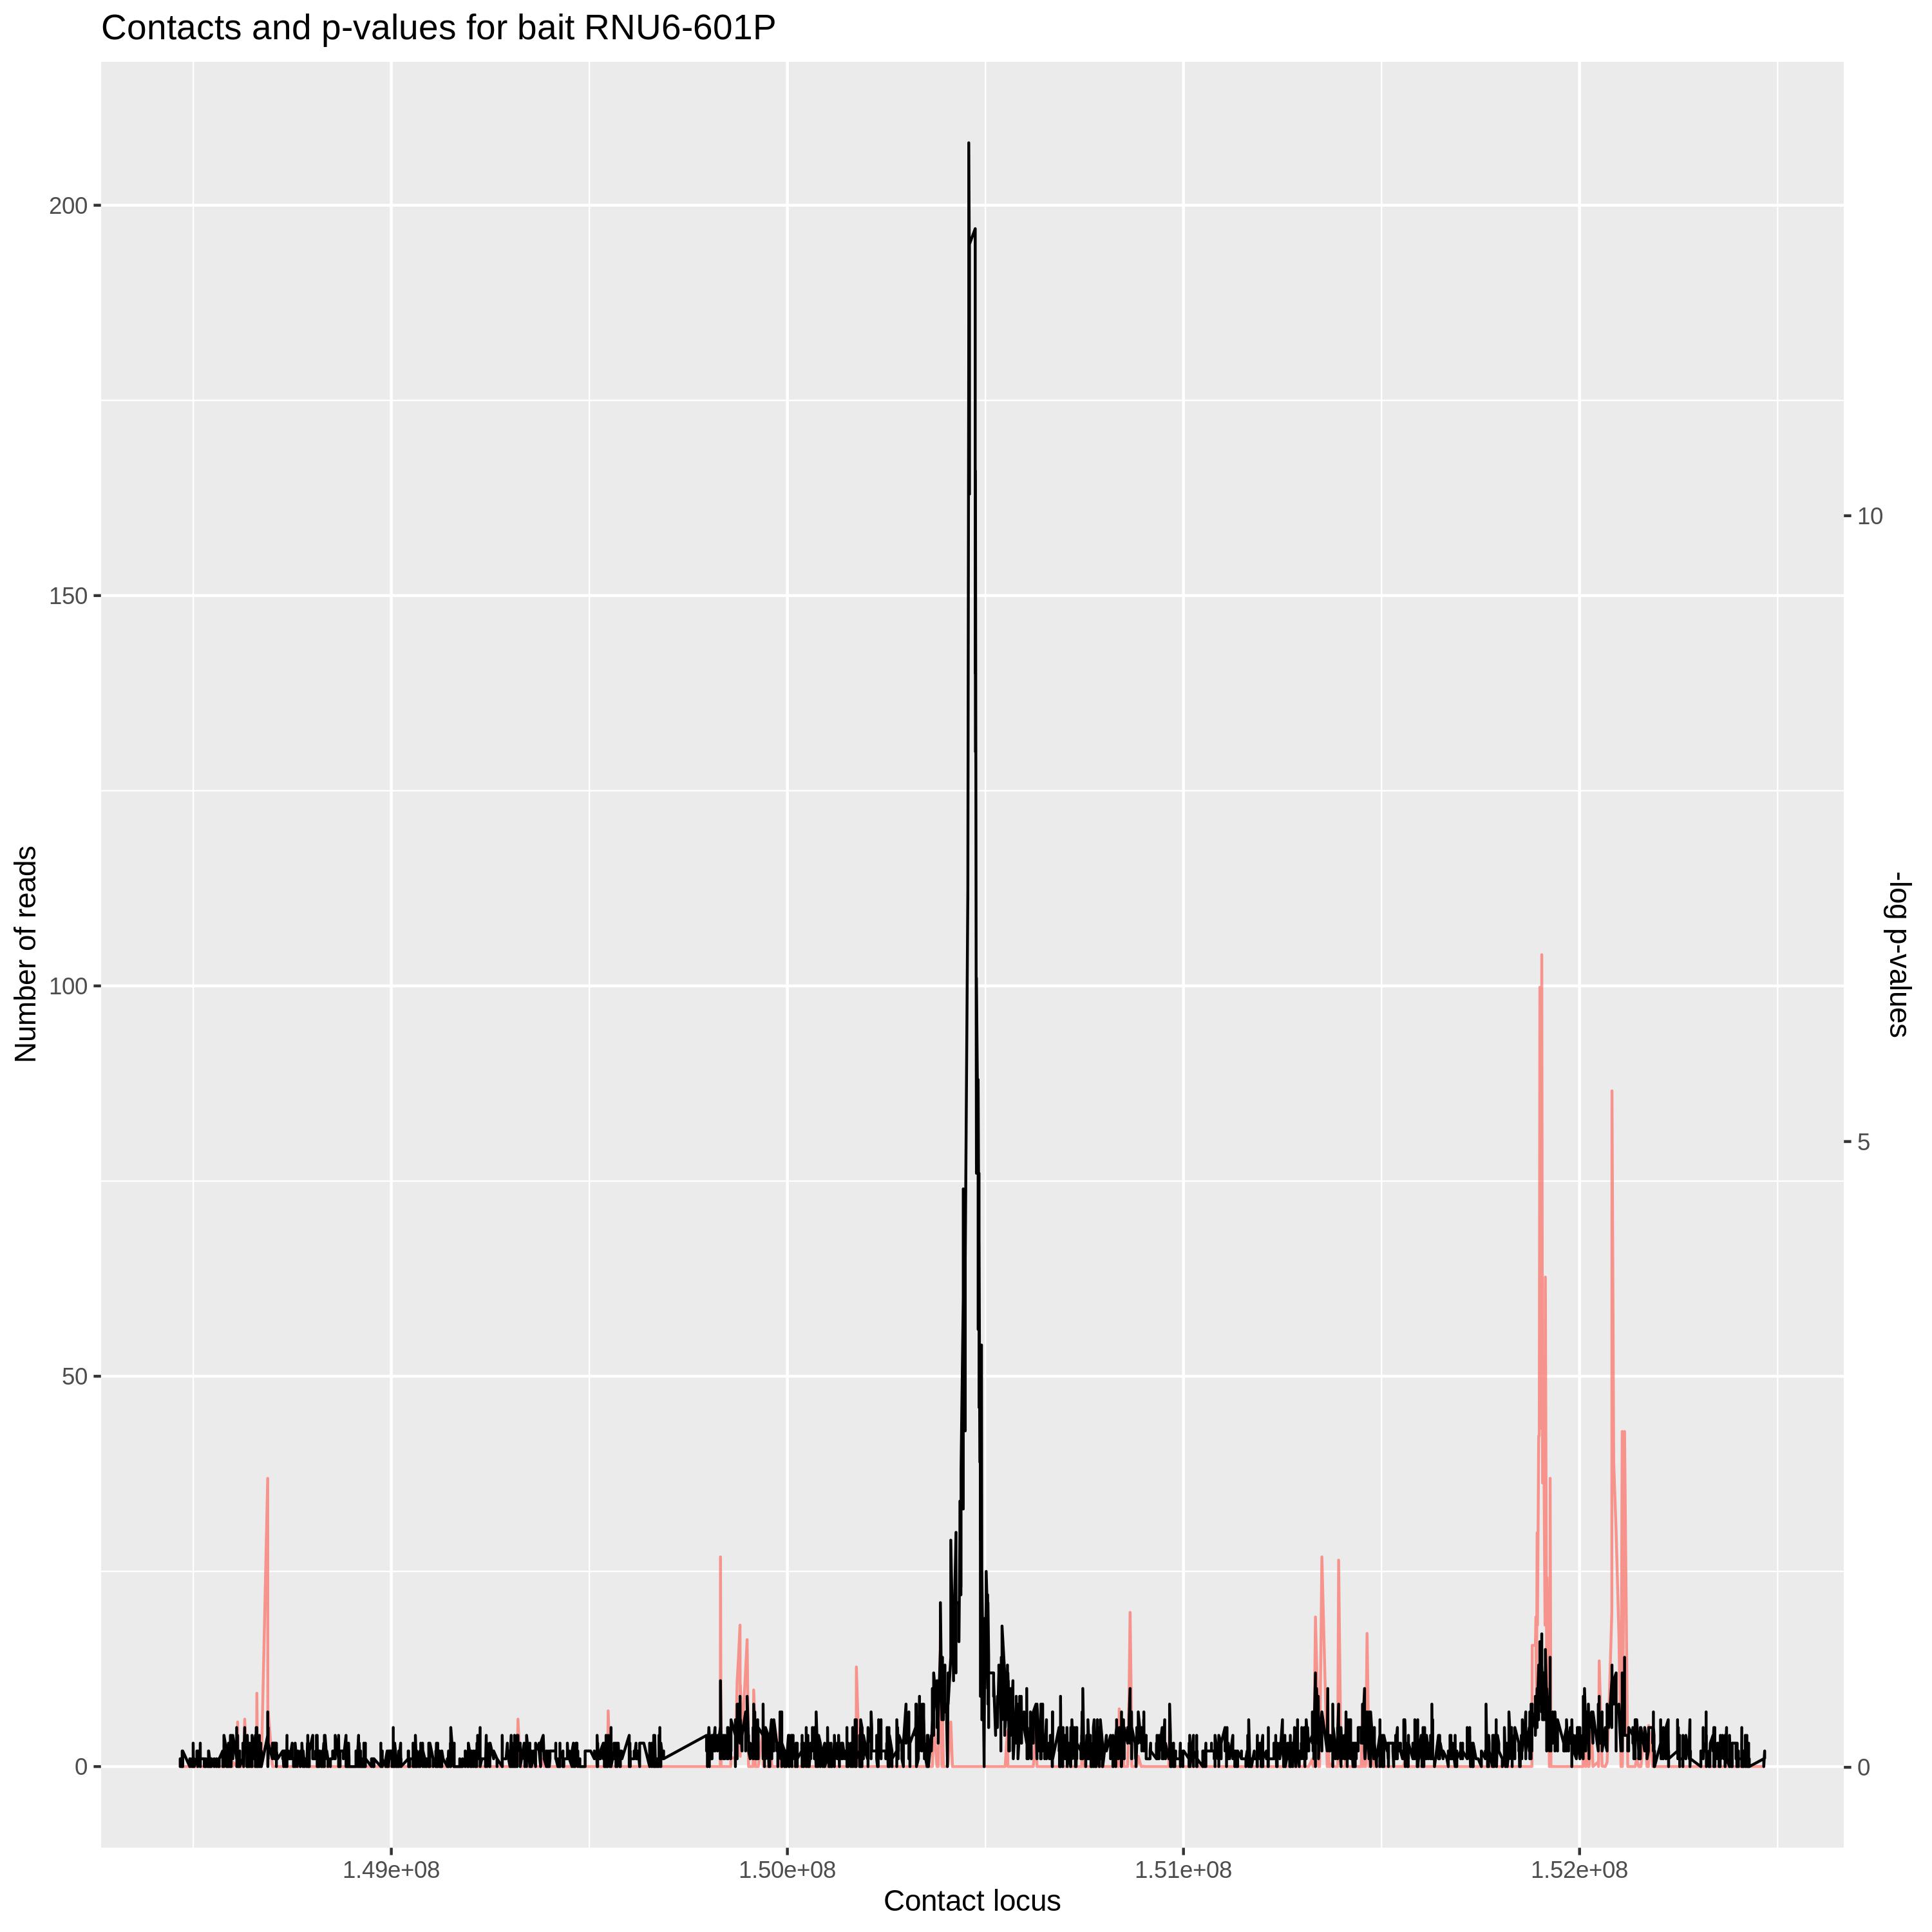 Contacts and p-values for bait RNU6-601P
200
150
100
50
0
10
5
0
Number of reads
-log p-values
1.49e+08
1.50e+08
1.51e+08
1.52e+08
Contact locus